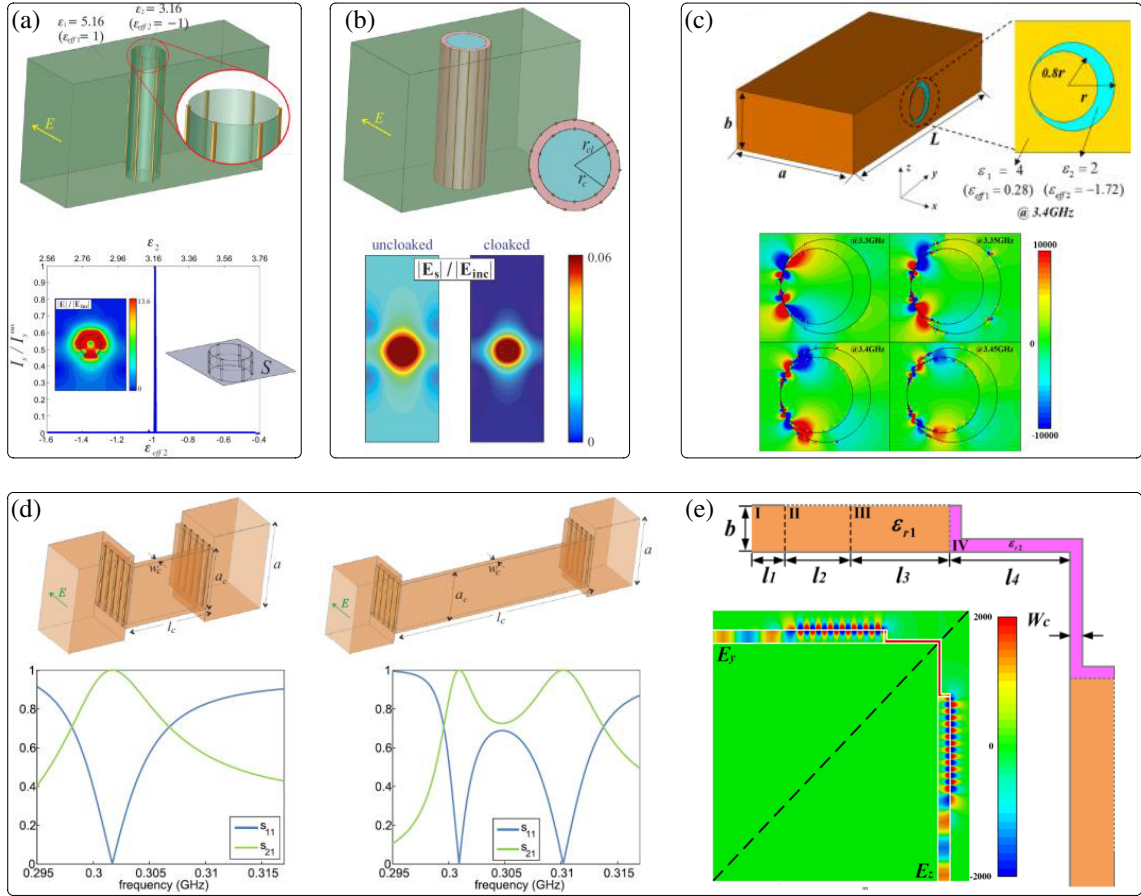 (a)
ε₁ = 5.16
(ε_eff1 = 1)
ε₂ = 3.16
(ε_eff2 = −1)
E
ε₂
2.56 2.76 2.96 3.16 3.36 3.56 3.76
1
0.9
0.8
0.7
0.6
0.5
0.4
0.3
0.2
0.1
0
|E| / |E_inc|
13.6
0
S
-1.6 -1.4 -1.2 -1 -0.8 -0.6 -0.4
ε_eff 2
(b)
E
r_cl
r_c
uncloaked cloaked
|E_s| / |E_inc|
0.06
0
(c)
b
a
L
z
y
x
0.8r
r
ε₁ = 4
(ε_eff1 = 0.28)
ε₂ = 2
(ε_eff2 = −1.72)
@ 3.4GHz
@3.3GHz
@3.35GHz
@3.4GHz
@3.45GHz
10000
0
-10000
(d)
E
w_c
a_c
l_c
a
E
w_c
a_c
l_c
a
1
0.8
0.6
0.4
0.2
0
0.295 0.3 0.305 0.31 0.315
frequency (GHz)
s₁₁
s₂₁
1
0.8
0.6
0.4
0.2
0
0.295 0.3 0.305 0.31 0.315
frequency (GHz)
s₁₁
s₂₁
(e)
I II III IV
b
ε_r1
l₁ l₂ l₃ l₄
W_c
E_y
E_z
2000
0
-2000